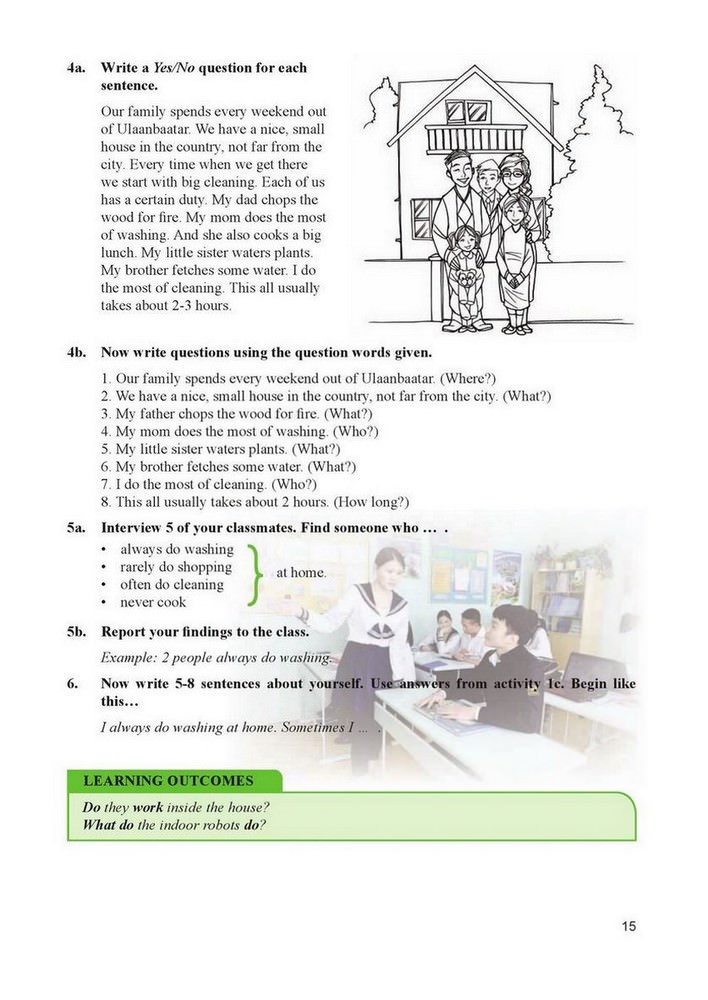 4a. Write a Yes/No question for each
sentence.
Our family spends every weekend out
of Ulaanbaatar. We have a nice, small
house in the country, not far from the
city. Every time when we get there
we start with big cleaning. Each of us
has a certain duty. My dad chops the
wood for fire. My mom does the most
of washing. And she also cooks a big
lunch. My little sister waters plants.
My brother fetches some water. I do
the most of cleaning. This all usually
takes about 2-3 hours.
4b. Now write questions using the question words given.
1. Our family spends every weekend out of Ulaanbaatar. (Where?)
2. We have a nice, small house in the country, not far from the city. (What?)
3. My father chops the wood for fire. (What?)
4. My mom does the most of washing. (Who?)
5. My little sister waters plants. (What?)
6. My brother fetches some water. (What?)
7. I do the most of cleaning. (Who?)
8. This all usually takes about 2 hours. (How long?)
5a. Interview 5 of your classmates. Find someone who … .
• always do washing
• rarely do shopping
• often do cleaning
• never cook
at home.
5b. Report your findings to the class.
Example: 2 people always do washing.
6. Now write 5-8 sentences about yourself. Use answers from activity 1c. Begin like
this…
I always do washing at home. Sometimes I … .
LEARNING OUTCOMES
Do they work inside the house?
What do the indoor robots do?
15